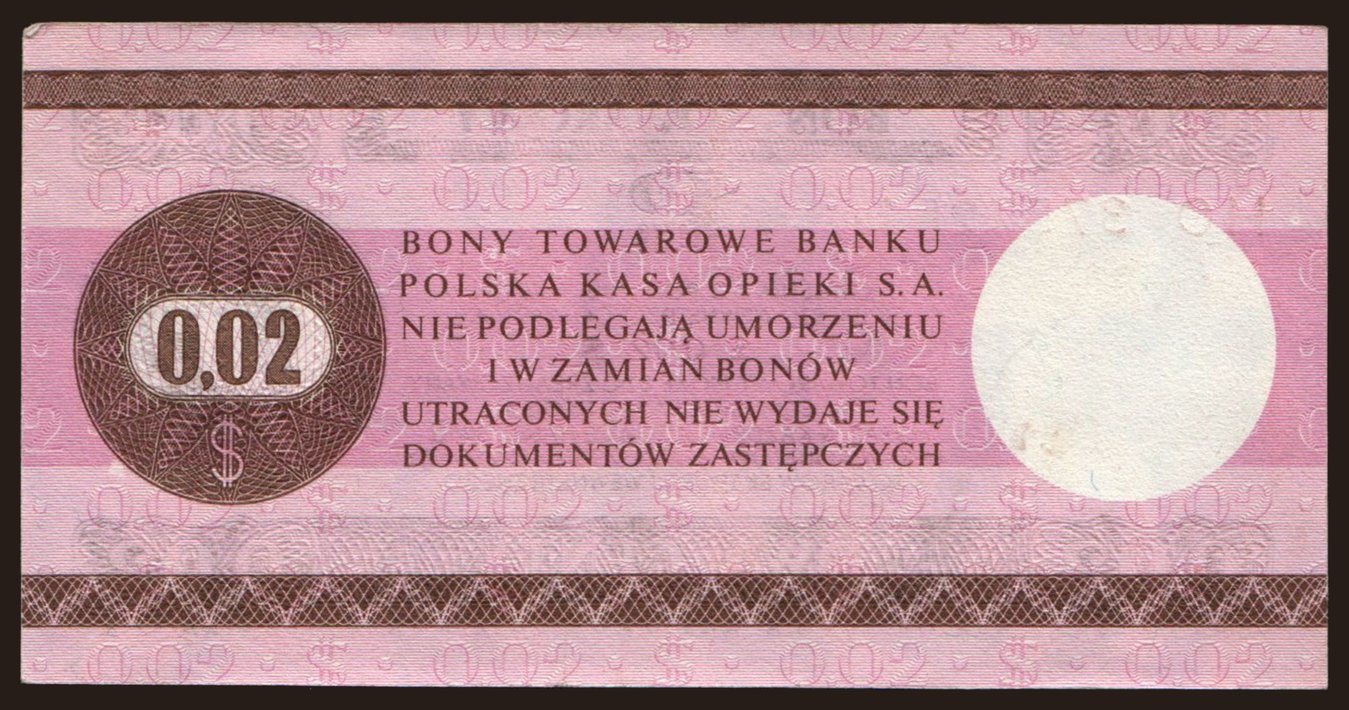 0,02
$
BONY TOWAROWE BANKU
POLSKA KASA OPIEKI S.A.
NIE PODLEGAJĄ UMORZENIU
I W ZAMIAN BONÓW
UTRACONYCH NIE WYDAJE SIĘ
DOKUMENTÓW ZASTĘPCZYCH